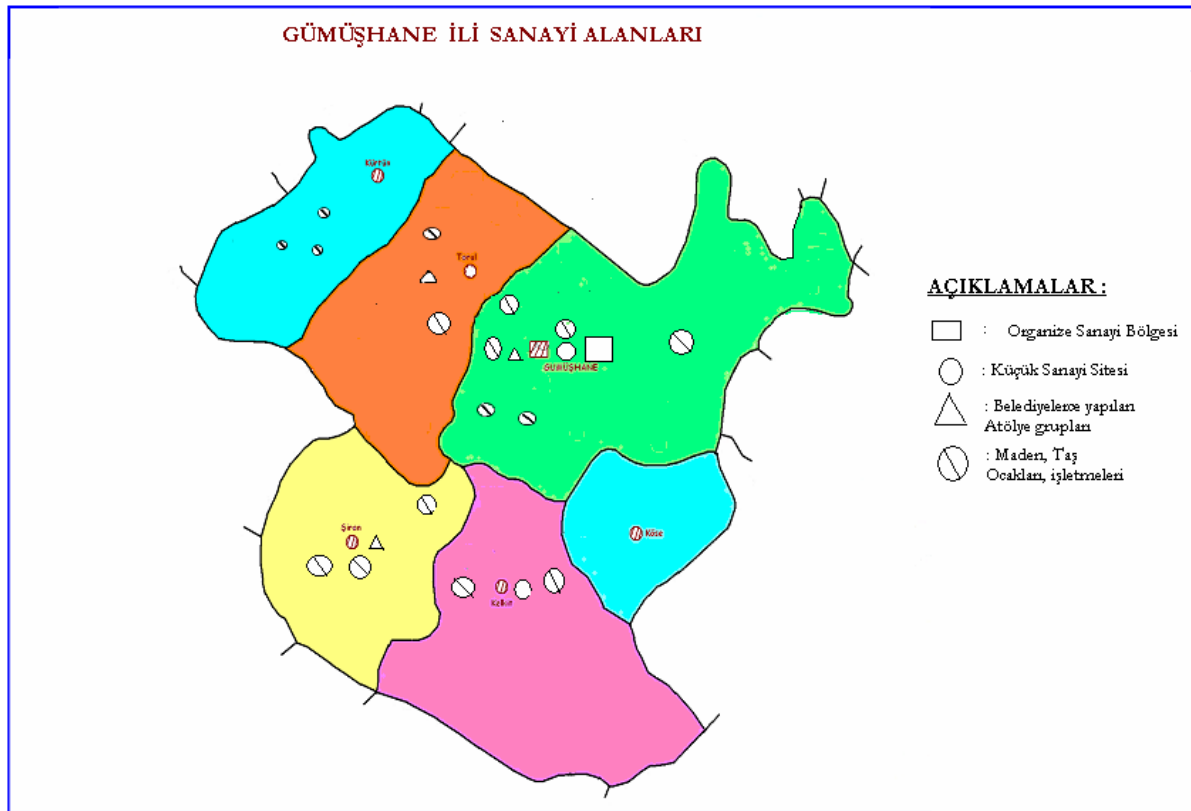 GÜMÜŞHANE İLİ SANAYİ ALANLARI
Kürtün
Torul
GÜMÜŞHANE
Şiran
Köse
Kelkit
AÇIKLAMALAR :
: Organize Sanayi Bölgesi
: Küçük Sanayi Sitesi
: Belediyelerce yapılan
Atölye grupları
: Maden, Taş
Ocakları, işletmeleri